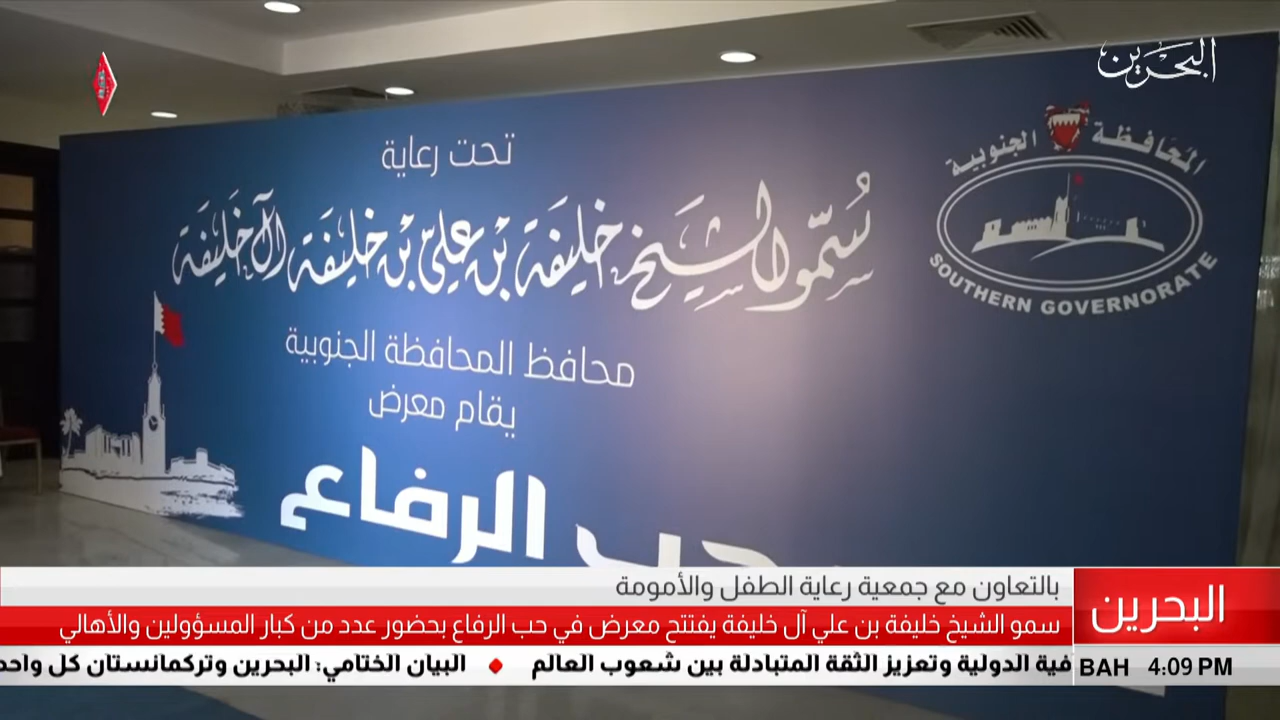 البحرين
المحافظة الجنوبية
SOUTHERN GOVERNORATE
تحت رعاية
سمو الشيخ خليفة بن علي بن خليفة آل خليفة
محافظ المحافظة الجنوبية
يقام معرض
حب الرفاع
بالتعاون مع جمعية رعاية الطفل والأمومة
البحرين
سمو الشيخ خليفة بن علي آل خليفة يفتتح معرض في حب الرفاع بحضور عدد من كبار المسؤولين والأهالي
BAH 4:09 PM
فية الدولية وتعزيز الثقة المتبادلة بين شعوب العالم ♦ البيان الختامي: البحرين وتركمانستان كل واحد